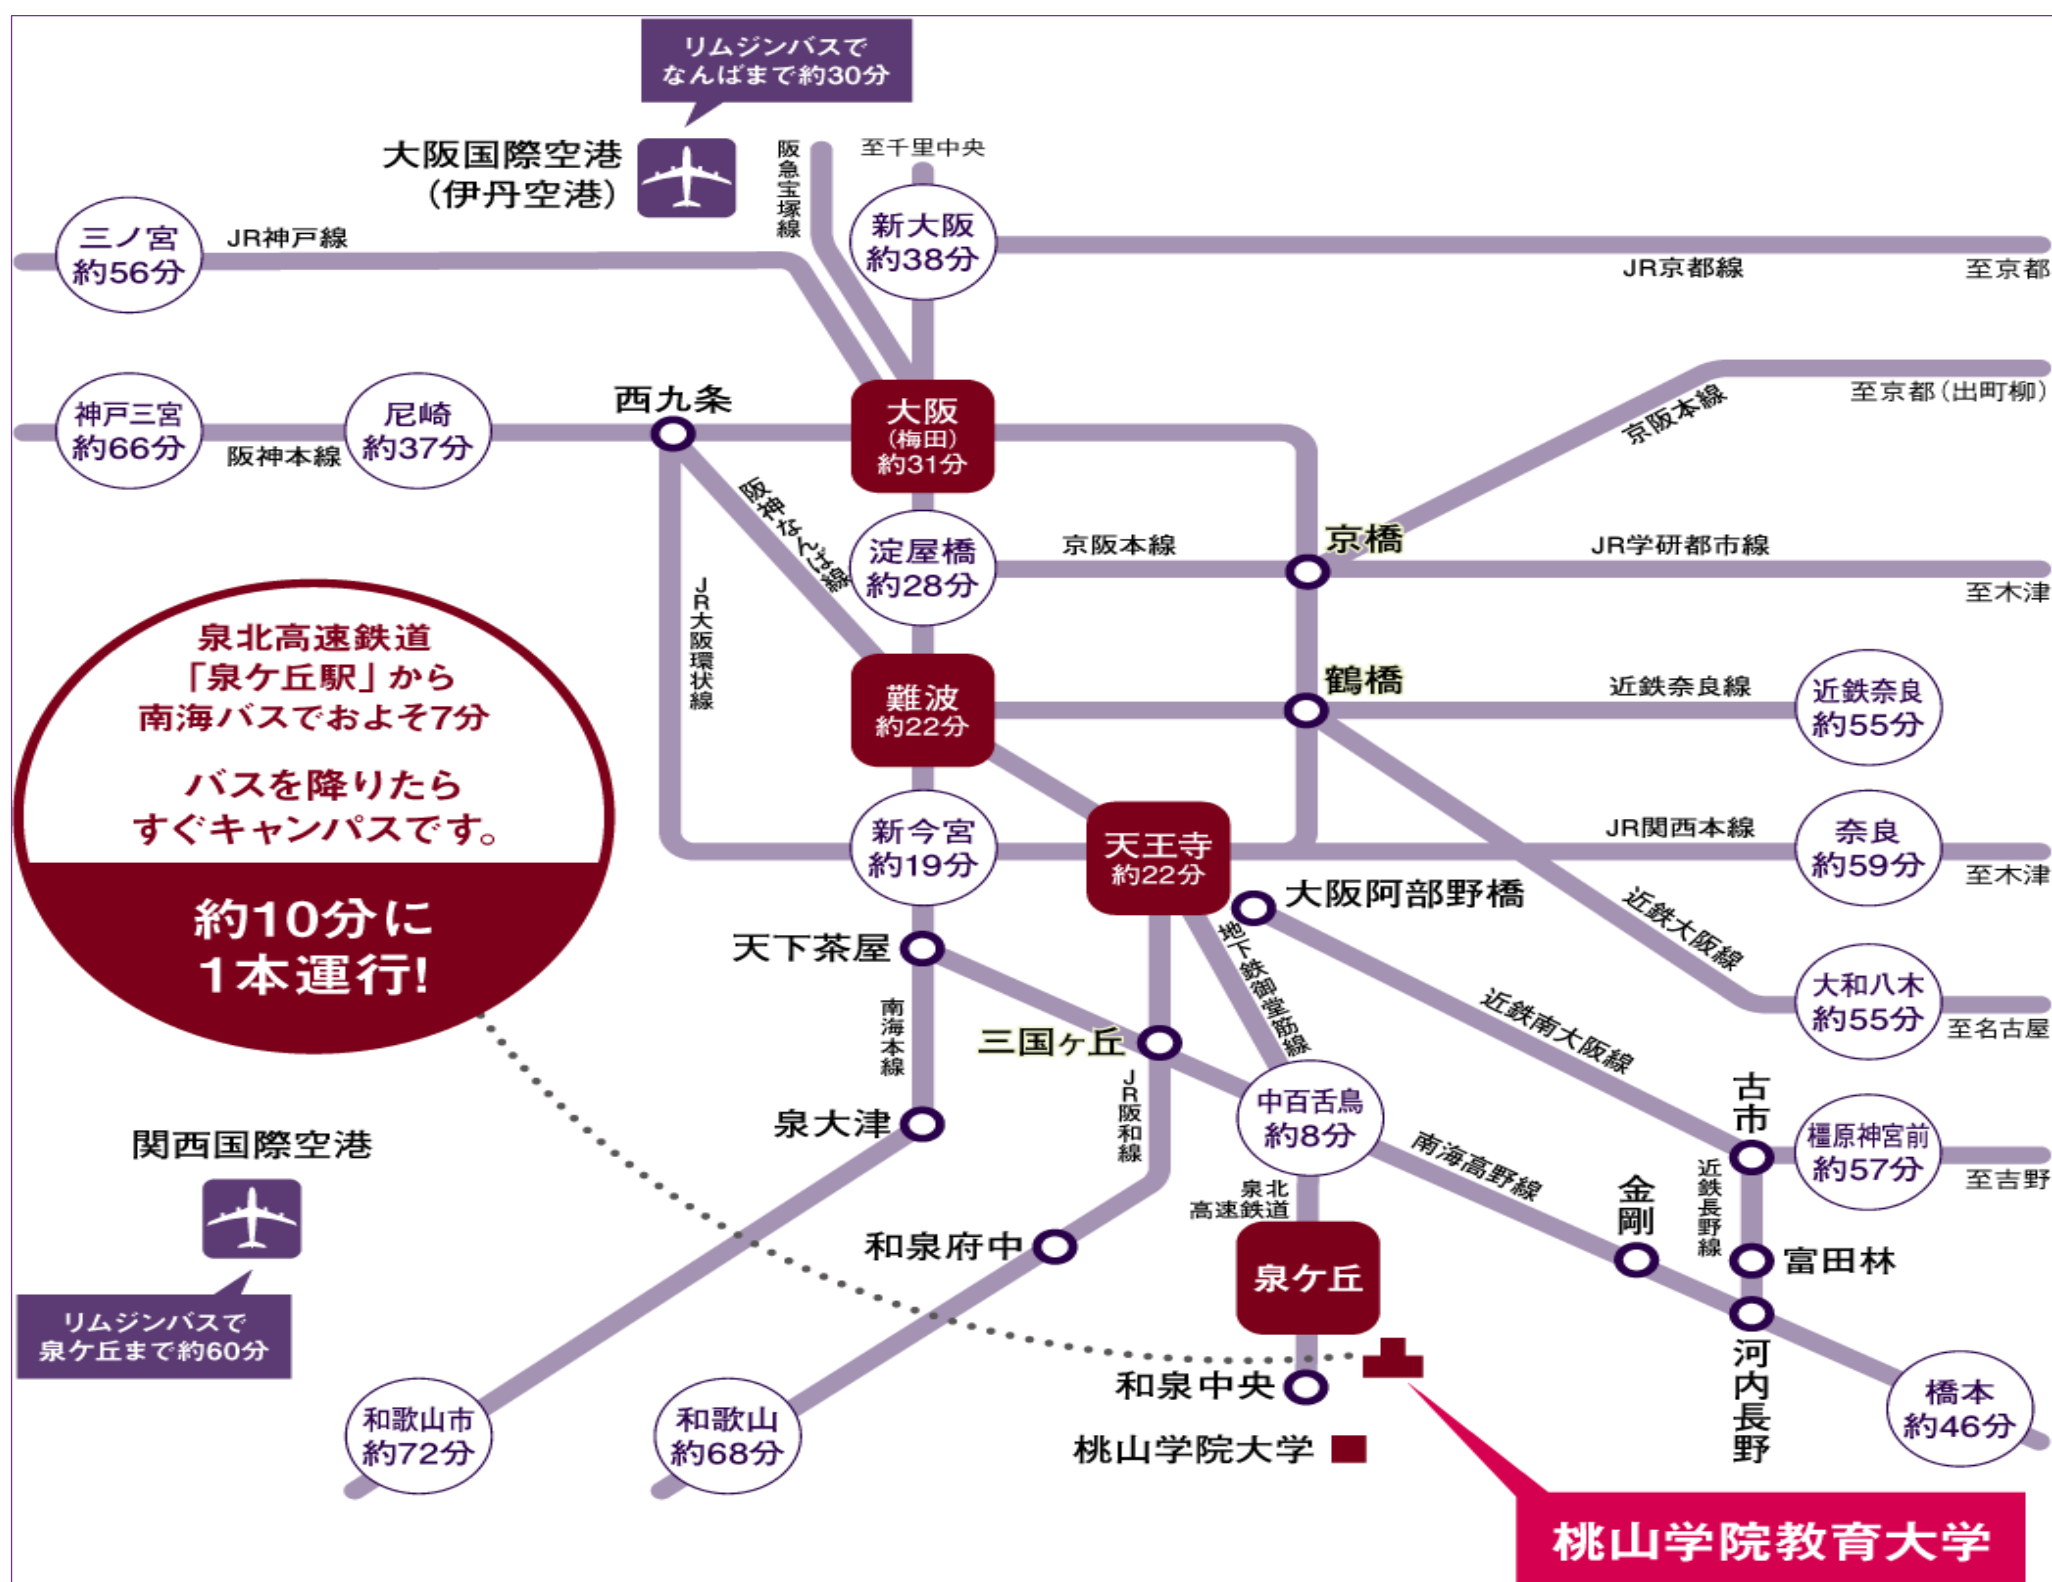 リムジンバスで
なんばまで約30分
大阪国際空港
(伊丹空港)
阪急宝塚線
至千里中央
三ノ宮
約56分
JR神戸線
新大阪
約38分
JR京都線
至京都
神戸三宮
約66分
阪神本線
尼崎
約37分
西九条
大阪
(梅田)
約31分
京阪本線
至京都(出町柳)
阪神なんば線
淀屋橋
約28分
京阪本線
京橋
JR学研都市線
至木津
JR大阪環状線
泉北高速鉄道
「泉ケ丘駅」から
南海バスでおよそ7分
バスを降りたら
すぐキャンパスです。
約10分に
1本運行!
難波
約22分
鶴橋
近鉄奈良線
近鉄奈良
約55分
新今宮
約19分
天王寺
約22分
JR関西本線
奈良
約59分
至木津
大阪阿部野橋
近鉄大阪線
天下茶屋
地下鉄御堂筋線
近鉄南大阪線
大和八木
約55分
至名古屋
南海本線
三国ヶ丘
JR阪和線
中百舌鳥
約8分
古市
橿原神宮前
約57分
至吉野
泉大津
関西国際空港
リムジンバスで
泉ケ丘まで約60分
和泉府中
泉北
高速鉄道
南海高野線
金剛
近鉄長野線
富田林
泉ケ丘
河内長野
橋本
約46分
和歌山市
約72分
和歌山
約68分
和泉中央
桃山学院大学
桃山学院教育大学